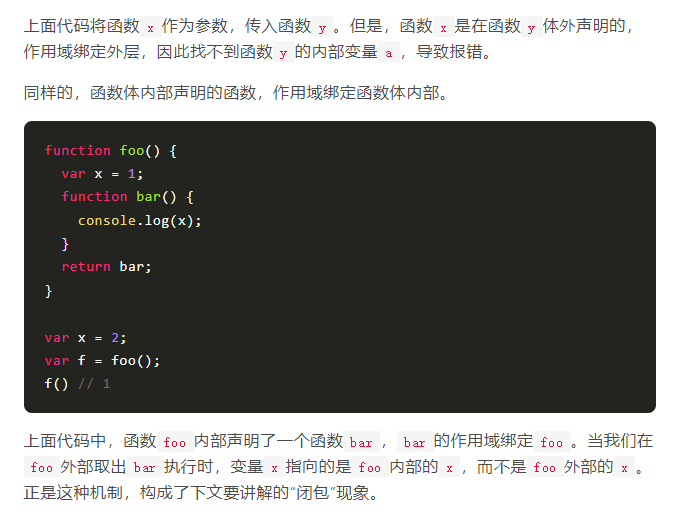 上面代码将函数 x 作为参数，传入函数 y 。但是，函数 x 是在函数 y 体外声明的，
作用域绑定外层，因此找不到函数 y 的内部变量 a ，导致报错。
同样的，函数体内部声明的函数，作用域绑定函数体内部。
function foo() {
  var x = 1;
  function bar() {
    console.log(x);
  }
  return bar;
}

var x = 2;
var f = foo();
f() // 1
上面代码中，函数 foo 内部声明了一个函数 bar ， bar 的作用域绑定 foo 。当我们在
foo 外部取出 bar 执行时，变量 x 指向的是 foo 内部的 x ，而不是 foo 外部的 x 。
正是这种机制，构成了下文要讲解的“闭包”现象。